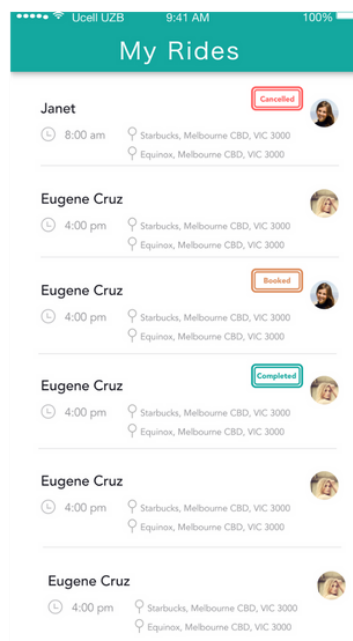 Ucell UZB 9:41 AM 100%
My Rides
Cancelled
Janet
8:00 am Starbucks, Melbourne CBD, VIC 3000
Equinox, Melbourne CBD, VIC 3000
Eugene Cruz
4:00 pm Starbucks, Melbourne CBD, VIC 3000
Equinox, Melbourne CBD, VIC 3000
Booked
Eugene Cruz
4:00 pm Starbucks, Melbourne CBD, VIC 3000
Equinox, Melbourne CBD, VIC 3000
Completed
Eugene Cruz
4:00 pm Starbucks, Melbourne CBD, VIC 3000
Equinox, Melbourne CBD, VIC 3000
Eugene Cruz
4:00 pm Starbucks, Melbourne CBD, VIC 3000
Equinox, Melbourne CBD, VIC 3000
Eugene Cruz
4:00 pm Starbucks, Melbourne CBD, VIC 3000
Equinox, Melbourne CBD, VIC 3000